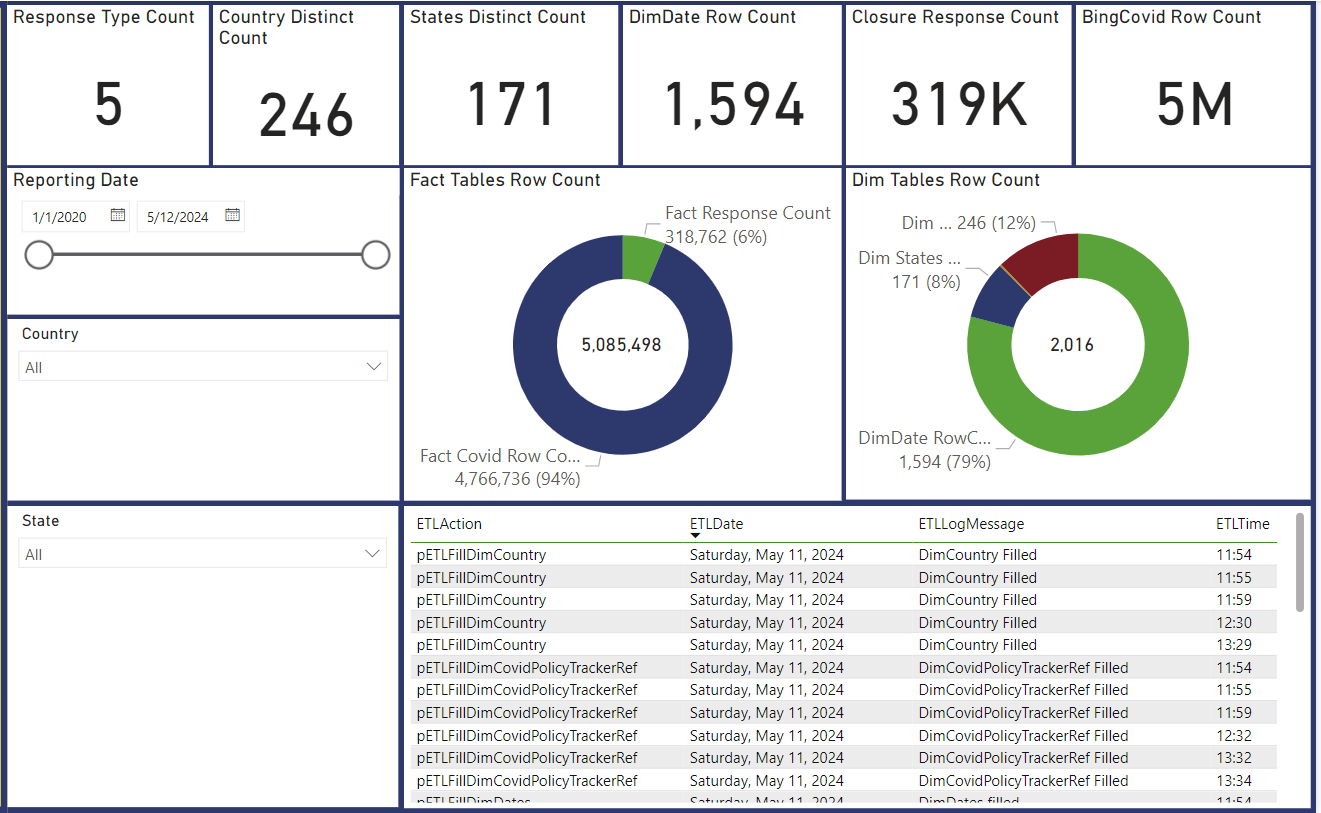 Response Type Count
5
Country Distinct
Count
246
States Distinct Count
171
DimDate Row Count
1,594
Closure Response Count
319K
BingCovid Row Count
5M
Reporting Date
1/1/2020 5/12/2024
Country
All
State
All
Fact Tables Row Count
Fact Response Count
318,762 (6%)
5,085,498
Fact Covid Row Co...
4,766,736 (94%)
Dim Tables Row Count
Dim ... 246 (12%)
Dim States ...
171 (8%)
2,016
DimDate RowC...
1,594 (79%)
ETLAction ETLDate ETLLogMessage ETLTime
pETLFillDimCountry Saturday, May 11, 2024 DimCountry Filled 11:54
pETLFillDimCountry Saturday, May 11, 2024 DimCountry Filled 11:55
pETLFillDimCountry Saturday, May 11, 2024 DimCountry Filled 11:59
pETLFillDimCountry Saturday, May 11, 2024 DimCountry Filled 12:30
pETLFillDimCountry Saturday, May 11, 2024 DimCountry Filled 13:29
pETLFillDimCovidPolicyTrackerRef Saturday, May 11, 2024 DimCovidPolicyTrackerRef Filled 11:54
pETLFillDimCovidPolicyTrackerRef Saturday, May 11, 2024 DimCovidPolicyTrackerRef Filled 11:55
pETLFillDimCovidPolicyTrackerRef Saturday, May 11, 2024 DimCovidPolicyTrackerRef Filled 11:59
pETLFillDimCovidPolicyTrackerRef Saturday, May 11, 2024 DimCovidPolicyTrackerRef Filled 12:32
pETLFillDimCovidPolicyTrackerRef Saturday, May 11, 2024 DimCovidPolicyTrackerRef Filled 13:32
pETLFillDimCovidPolicyTrackerRef Saturday, May 11, 2024 DimCovidPolicyTrackerRef Filled 13:34
pETLFillDimDates Saturday, May 11, 2024 DimDates filled 11:54